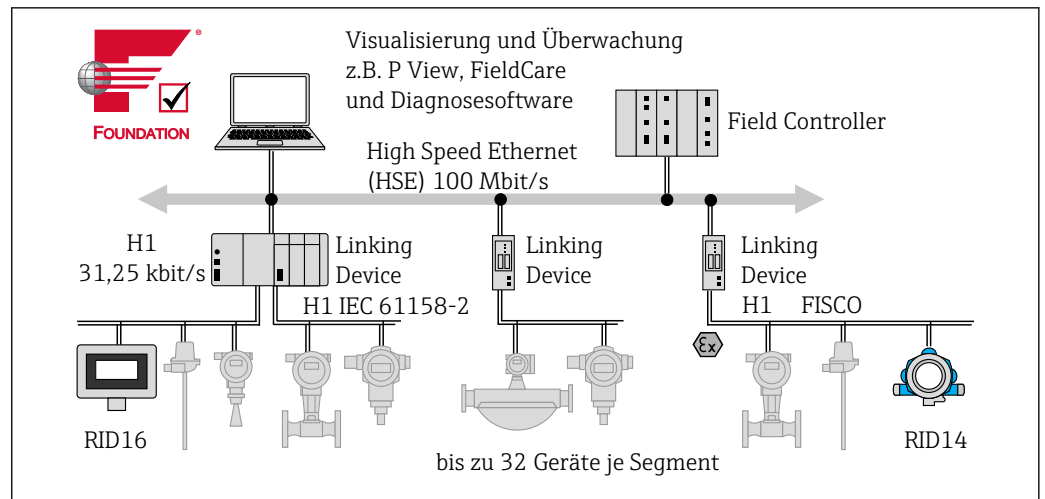 ®
FOUNDATION
Visualisierung und Überwachung
z.B. P View, FieldCare
und Diagnosesoftware
Field Controller
High Speed Ethernet
(HSE) 100 Mbit/s
H1
31,25 kbit/s
Linking
Device
Linking
Device
Linking
Device
H1 IEC 61158-2
H1 FISCO
Ex
RID16
RID14
bis zu 32 Geräte je Segment